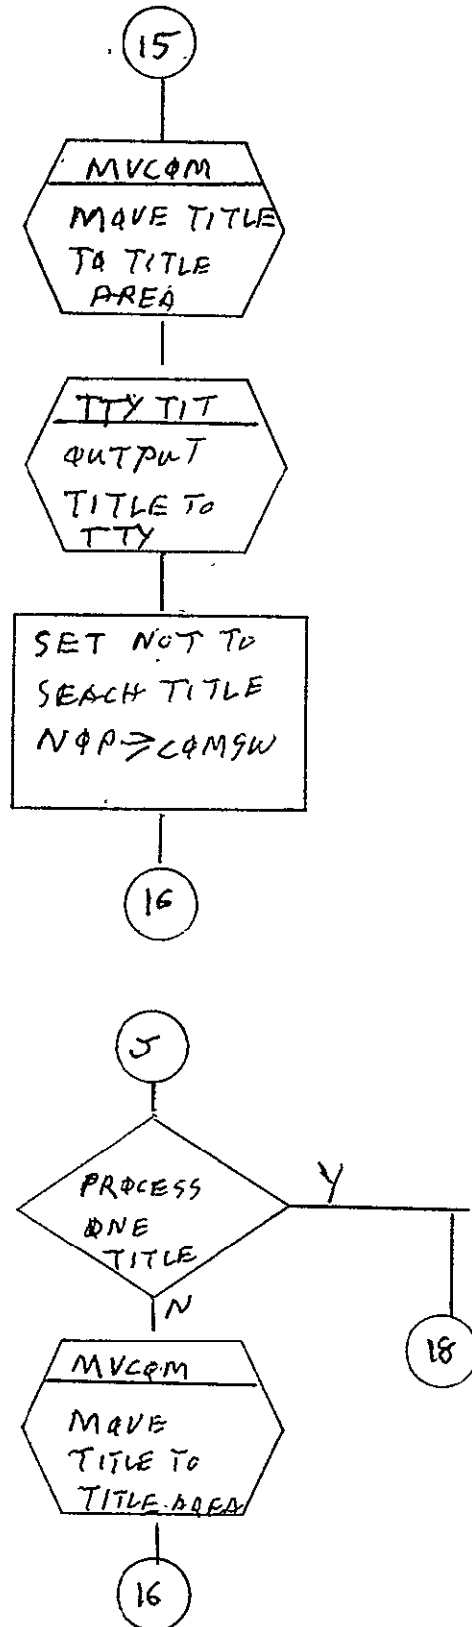 15
MVCØM
MØVE TITLE
TØ TITLE
AREA
TTY TIT
ØUTPUT
TITLE TO
TTY
SET NOT TO
SEACH TITLE
NØP⇒CØMSW
16
5
PRØCESS
ØNE
TITLE
Y
N
18
MVCØM
MØVE
TITLE TO
TITLE AREA
16